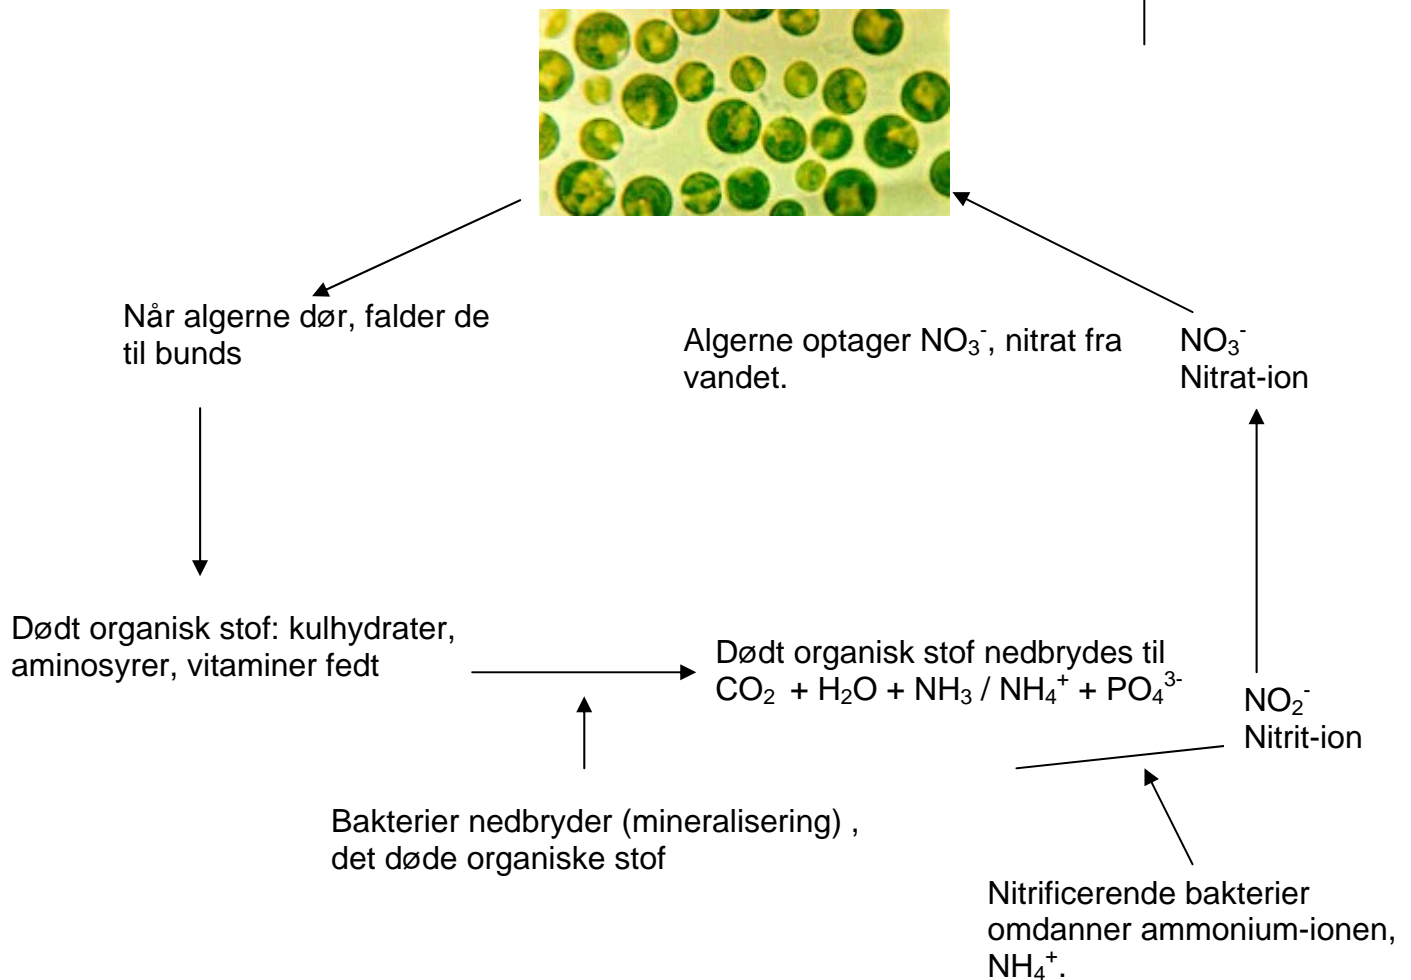 Når algerne dør, falder de
til bunds
Algerne optager NO₃⁻, nitrat fra
vandet.
NO₃⁻
Nitrat-ion
Dødt organisk stof: kulhydrater,
aminosyrer, vitaminer fedt
Dødt organisk stof nedbrydes til
CO₂ + H₂O + NH₃ / NH₄⁺ + PO₄³⁻
NO₂⁻
Nitrit-ion
Bakterier nedbryder (mineralisering) ,
det døde organiske stof
Nitrificerende bakterier
omdanner ammonium-ionen,
NH₄⁺.